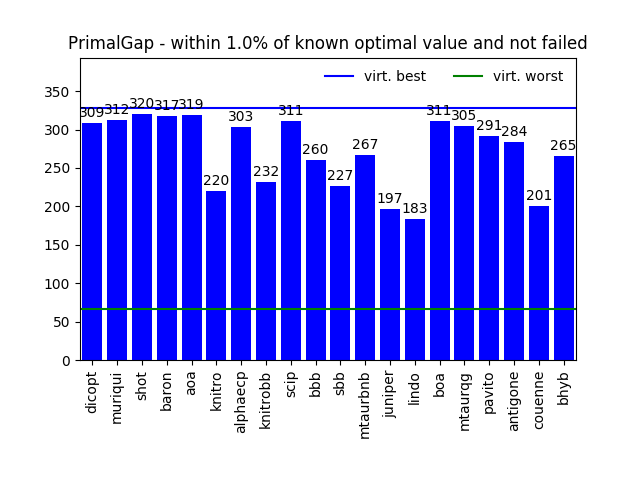 PrimalGap - within 1.0% of known optimal value and not failed
virt. best virt. worst
350
300
250
200
150
100
50
0
309 312 320 317 319 220 303 232 311 260 227 267 197 183 311 305 291 284 201 265
dicopt muriqui shot baron aoa knitro alphaecp knitrobb scip bbb sbb mtaurbnb juniper lindo boa mtaurqg pavito antigone couenne bhyb